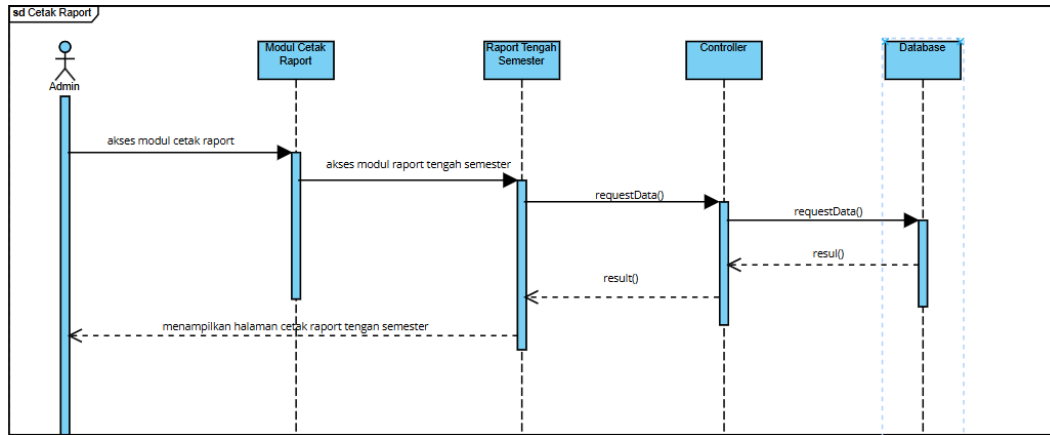 sd Cetak Raport
Admin
Modul Cetak
Raport
Raport Tengah
Semester
Controller
Database
akses modul cetak raport
akses modul raport tengah semester
requestData()
requestData()
resul()
result()
menampilkan halaman cetak raport tengan semester